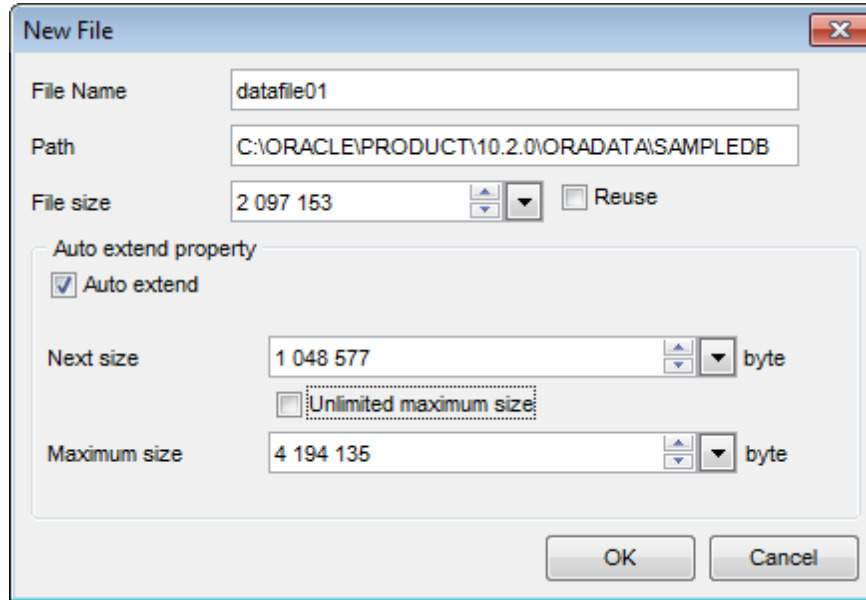 New File
File Name datafile01
Path C:\ORACLE\PRODUCT\10.2.0\ORADATA\SAMPLEDB
File size 2 097 153 Reuse
Auto extend property
Auto extend
Next size 1 048 577 byte
Unlimited maximum size
Maximum size 4 194 135 byte
OK Cancel